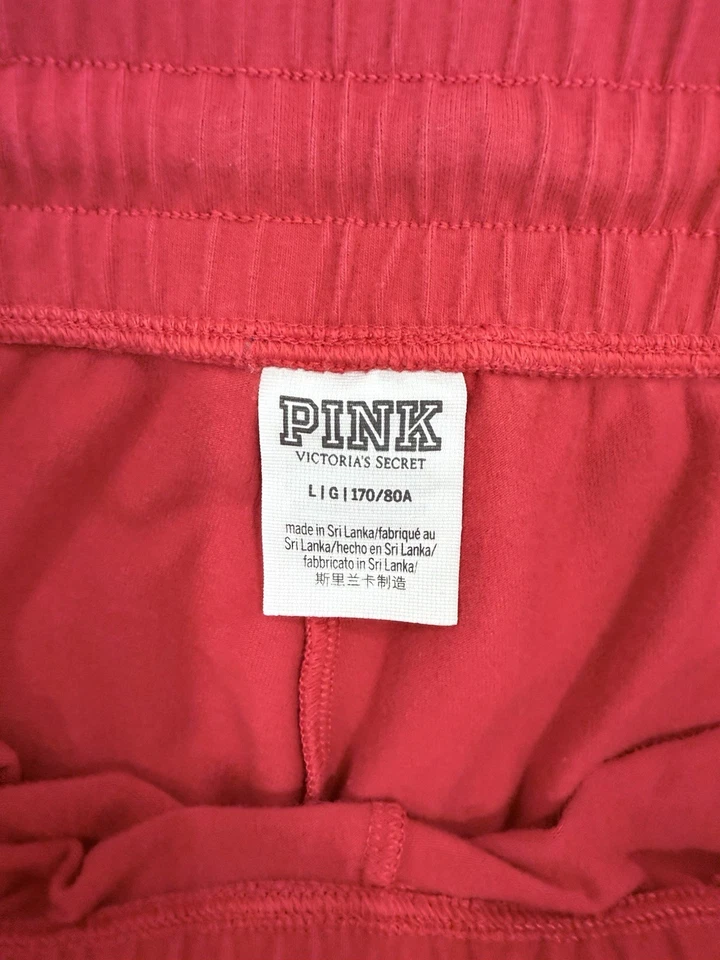 PINK
VICTORIA'S SECRET
L | G | 170/80A
made in Sri Lanka/fabriqué au
Sri Lanka/hecho en Sri Lanka/
fabbricato in Sri Lanka/
斯里兰卡制造